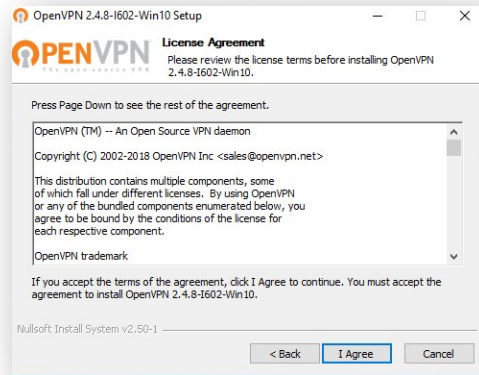 OpenVPN 2.4.8-I602-Win10 Setup
OPENVPN
The open source VPN
License Agreement
Please review the license terms before installing OpenVPN
2.4.8-I602-Win10.
Press Page Down to see the rest of the agreement.
OpenVPN (TM) -- An Open Source VPN daemon
Copyright (C) 2002-2018 OpenVPN Inc <sales@openvpn.net>
This distribution contains multiple components, some
of which fall under different licenses. By using OpenVPN
or any of the bundled components enumerated below, you
agree to be bound by the conditions of the license for
each respective component.
OpenVPN trademark
If you accept the terms of the agreement, click I Agree to continue. You must accept the
agreement to install OpenVPN 2.4.8-I602-Win10.
Nullsoft Install System v2.50-1
< Back
I Agree
Cancel